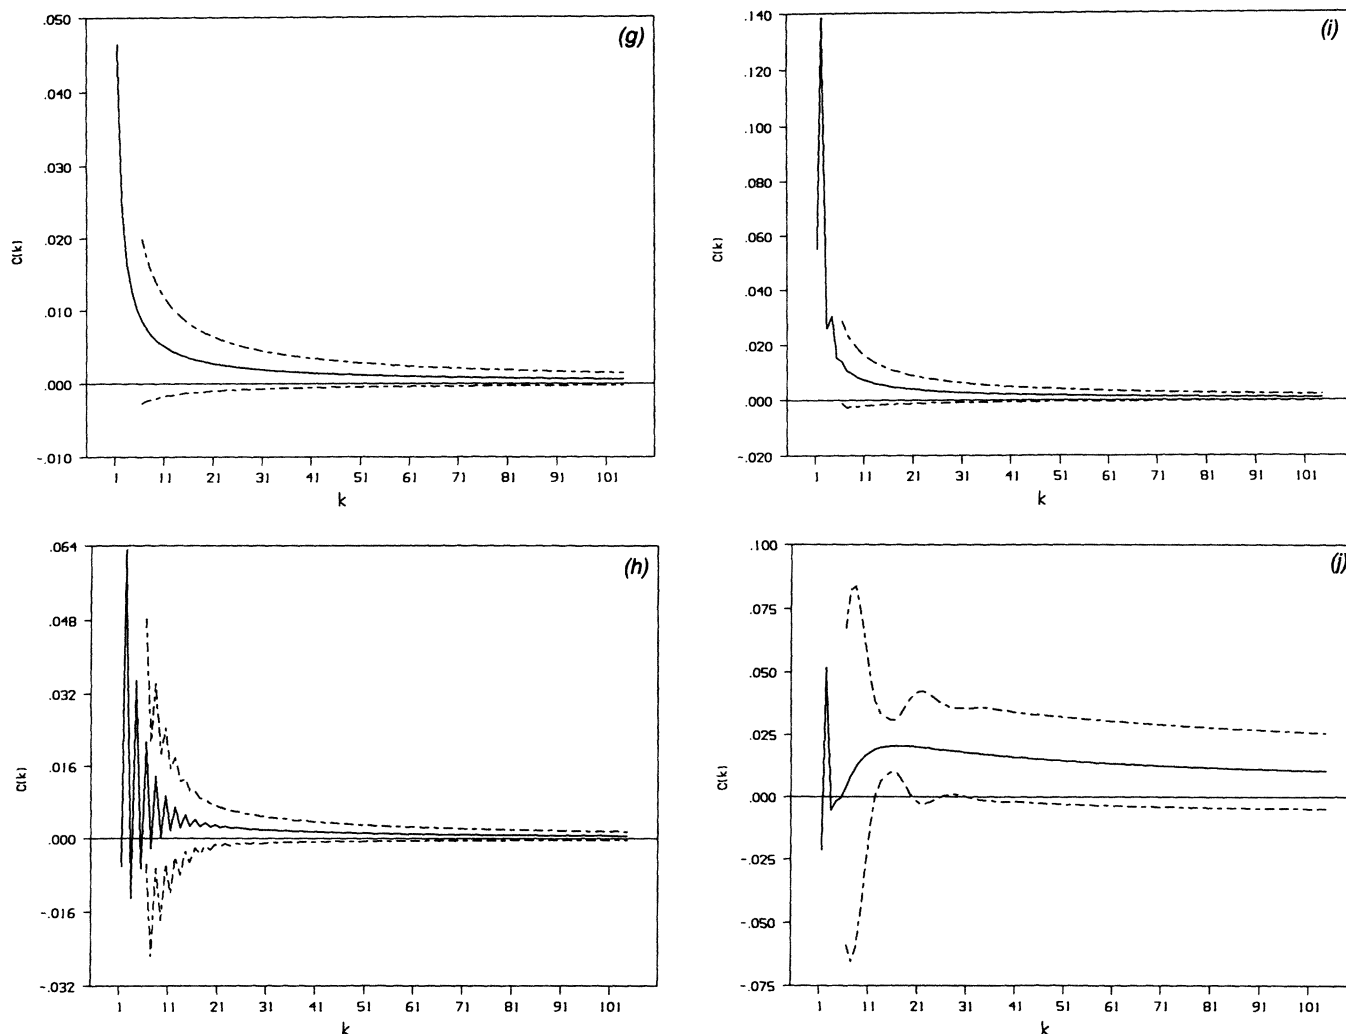 (g)
.050
.040
.030
.020
.010
.000
-.010
C(k)
1 11 21 31 41 51 61 71 81 91 101
k
(i)
.140
.120
.100
.080
.060
.040
.020
.000
-.020
C(k)
1 11 21 31 41 51 61 71 81 91 101
k
(h)
.064
.048
.032
.016
.000
-.016
-.032
C(k)
1 11 21 31 41 51 61 71 81 91 101
k
(j)
.100
.075
.050
.025
.000
-.025
-.050
-.075
C(k)
1 11 21 31 41 51 61 71 81 91 101
k